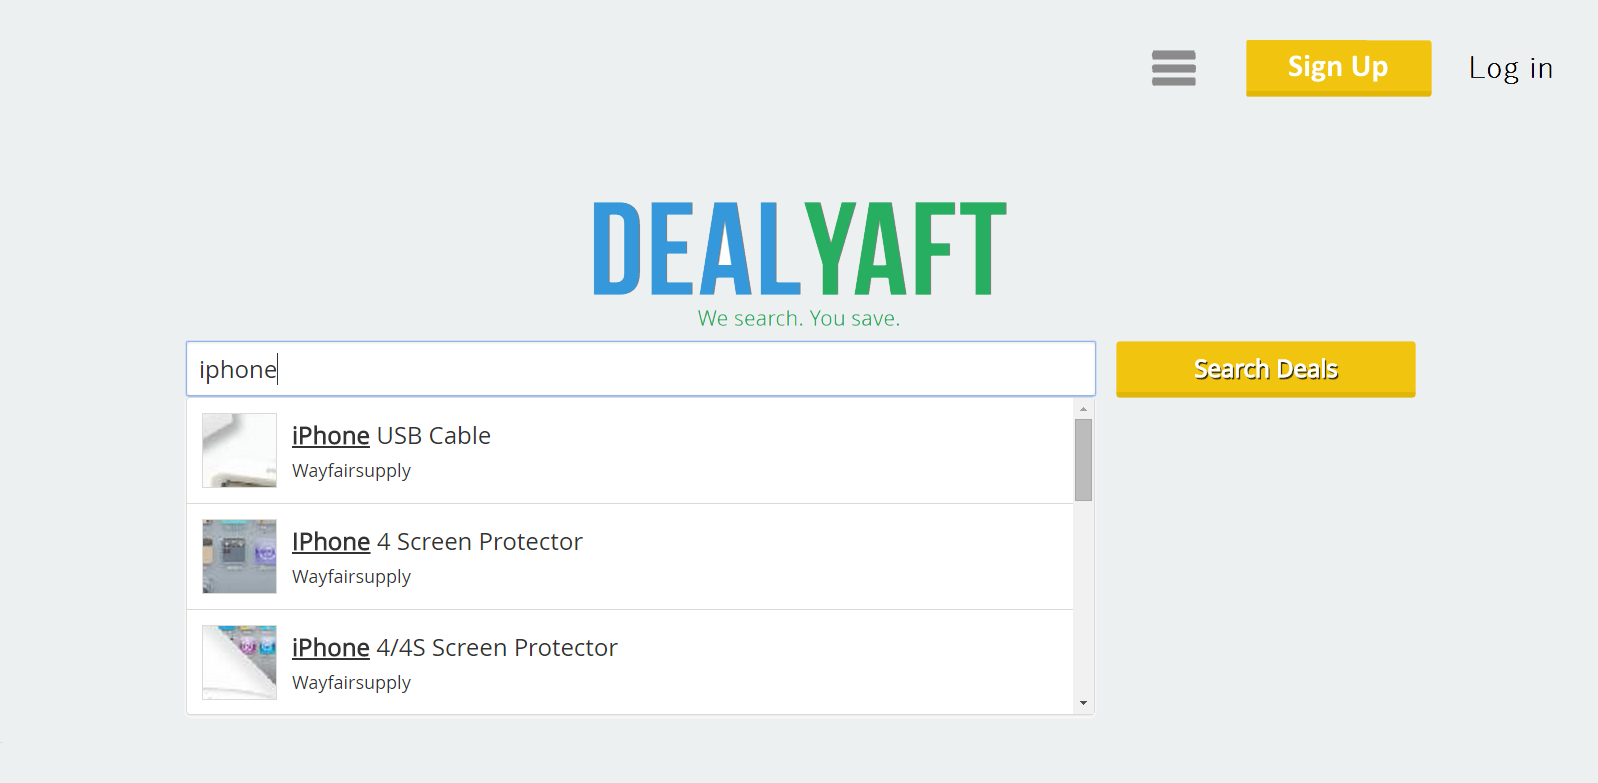 Sign Up
Log in
DEALYAFT
We search. You save.
iphone
Search Deals
iPhone USB Cable
Wayfairsupply
IPhone 4 Screen Protector
Wayfairsupply
iPhone 4/4S Screen Protector
Wayfairsupply